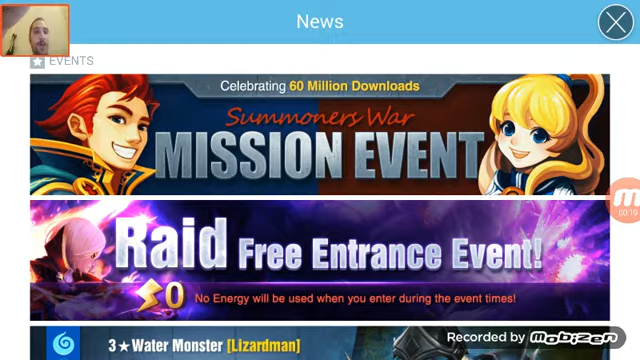 News
EVENTS
Celebrating 60 Million Downloads
Summoners War
MISSION EVENT
00:19
Raid Free Entrance Event!
0 No Energy will be used when you enter during the event times!
3★Water Monster [Lizardman]
Recorded by Mobizen